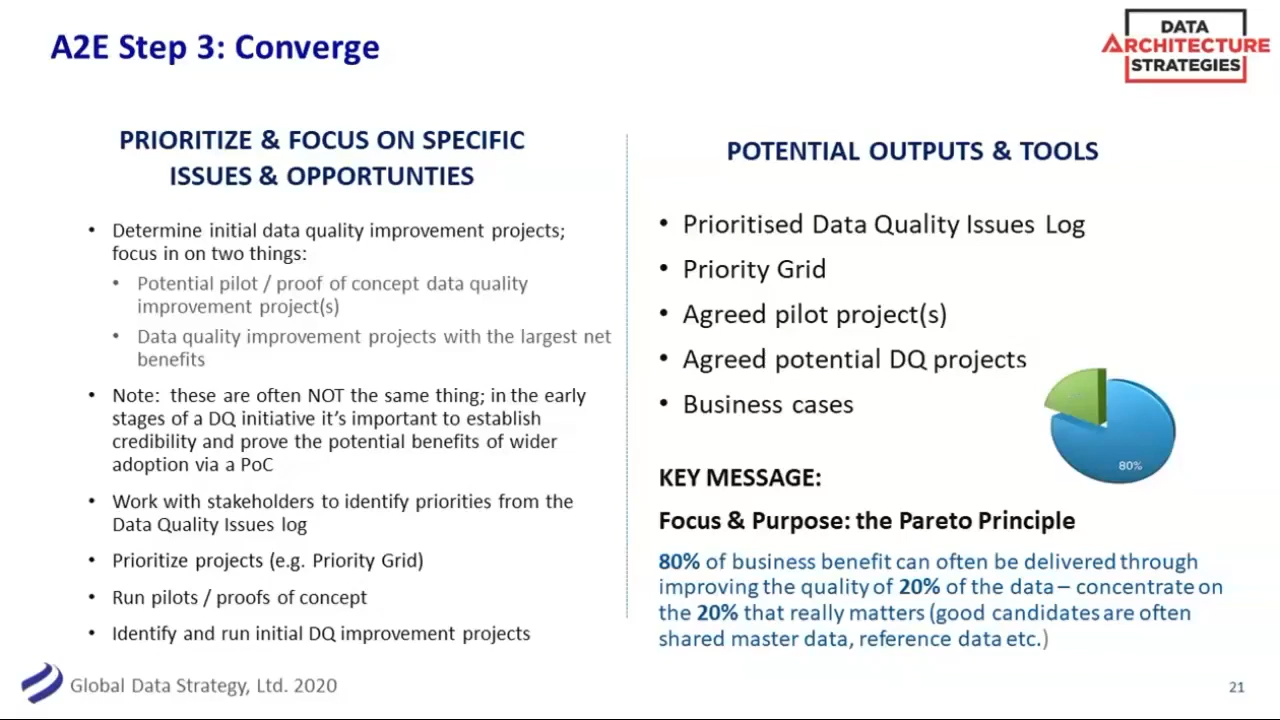 A2E Step 3: Converge
DATA
ARCHITECTURE
STRATEGIES
PRIORITIZE & FOCUS ON SPECIFIC
ISSUES & OPPORTUNTIES
• Determine initial data quality improvement projects;
focus in on two things:
• Potential pilot / proof of concept data quality
improvement project(s)
• Data quality improvement projects with the largest net
benefits
• Note: these are often NOT the same thing; in the early
stages of a DQ initiative it's important to establish
credibility and prove the potential benefits of wider
adoption via a PoC
• Work with stakeholders to identify priorities from the
Data Quality Issues log
• Prioritize projects (e.g. Priority Grid)
• Run pilots / proofs of concept
• Identify and run initial DQ improvement projects
POTENTIAL OUTPUTS & TOOLS
• Prioritised Data Quality Issues Log
• Priority Grid
• Agreed pilot project(s)
• Agreed potential DQ projects
• Business cases
80%
KEY MESSAGE:
Focus & Purpose: the Pareto Principle
80% of business benefit can often be delivered through
improving the quality of 20% of the data – concentrate on
the 20% that really matters (good candidates are often
shared master data, reference data etc.)
Global Data Strategy, Ltd. 2020
21